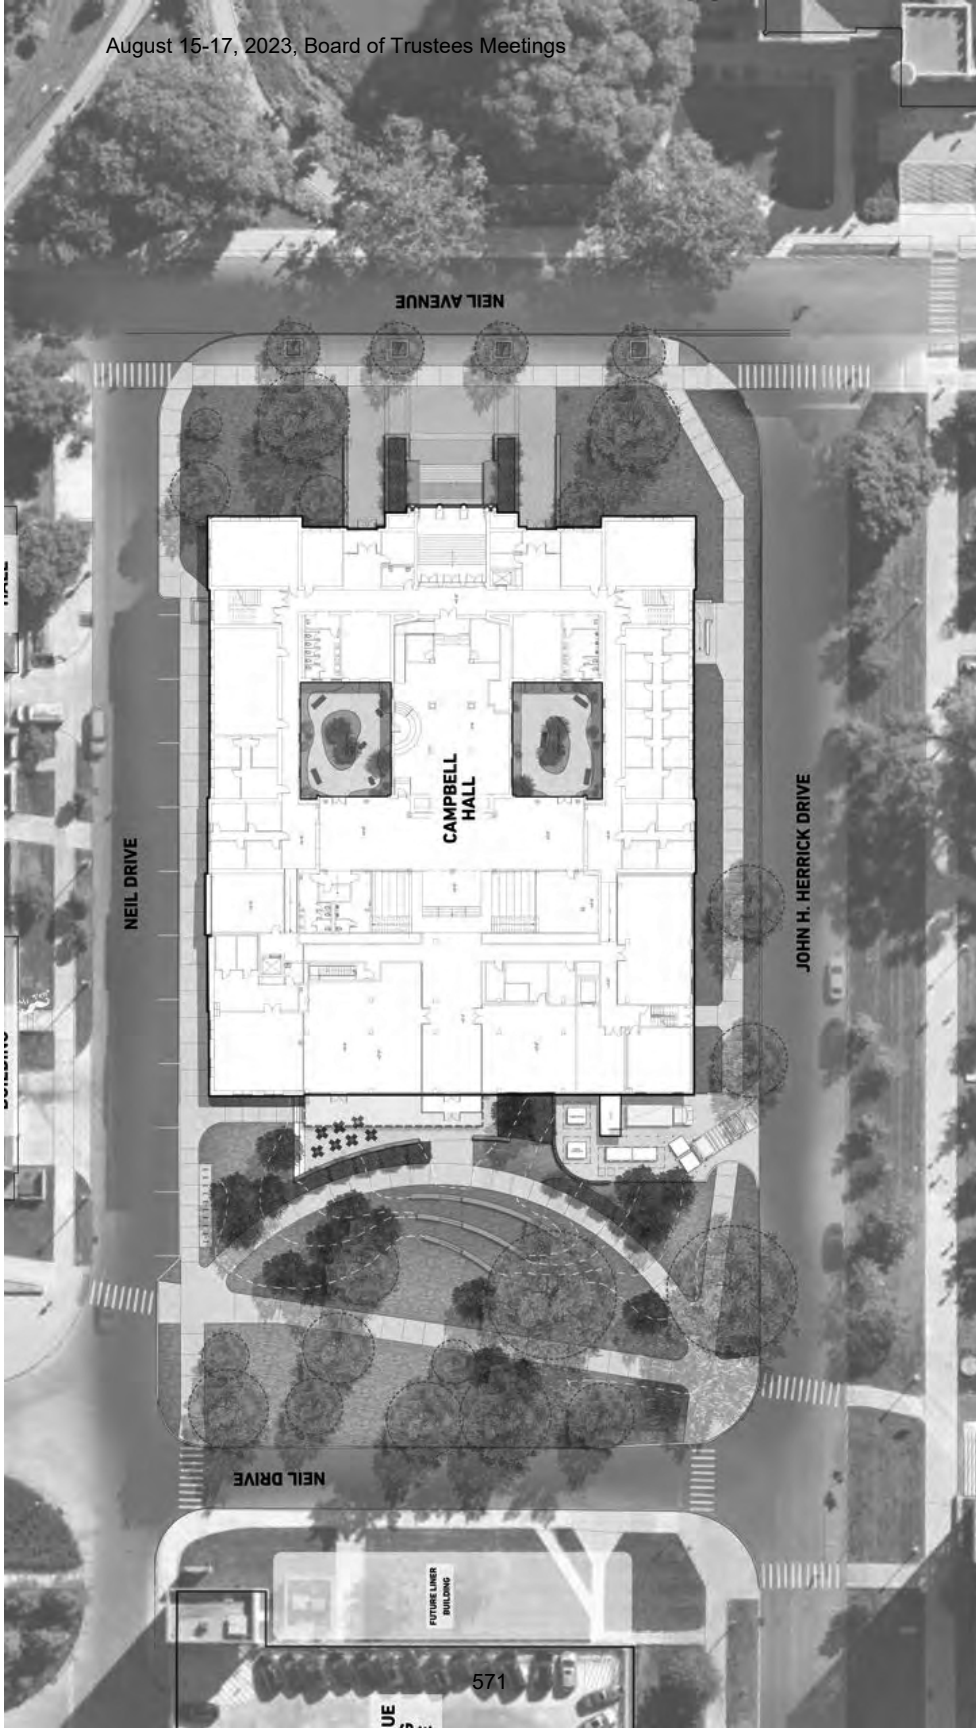 August 15-17, 2023, Board of Trustees Meetings
NEIL AVENUE
CAMPBELL
HALL
NEIL DRIVE
JOHN H. HERRICK DRIVE
NEIL DRIVE
FUTURE LINER
BUILDING
571